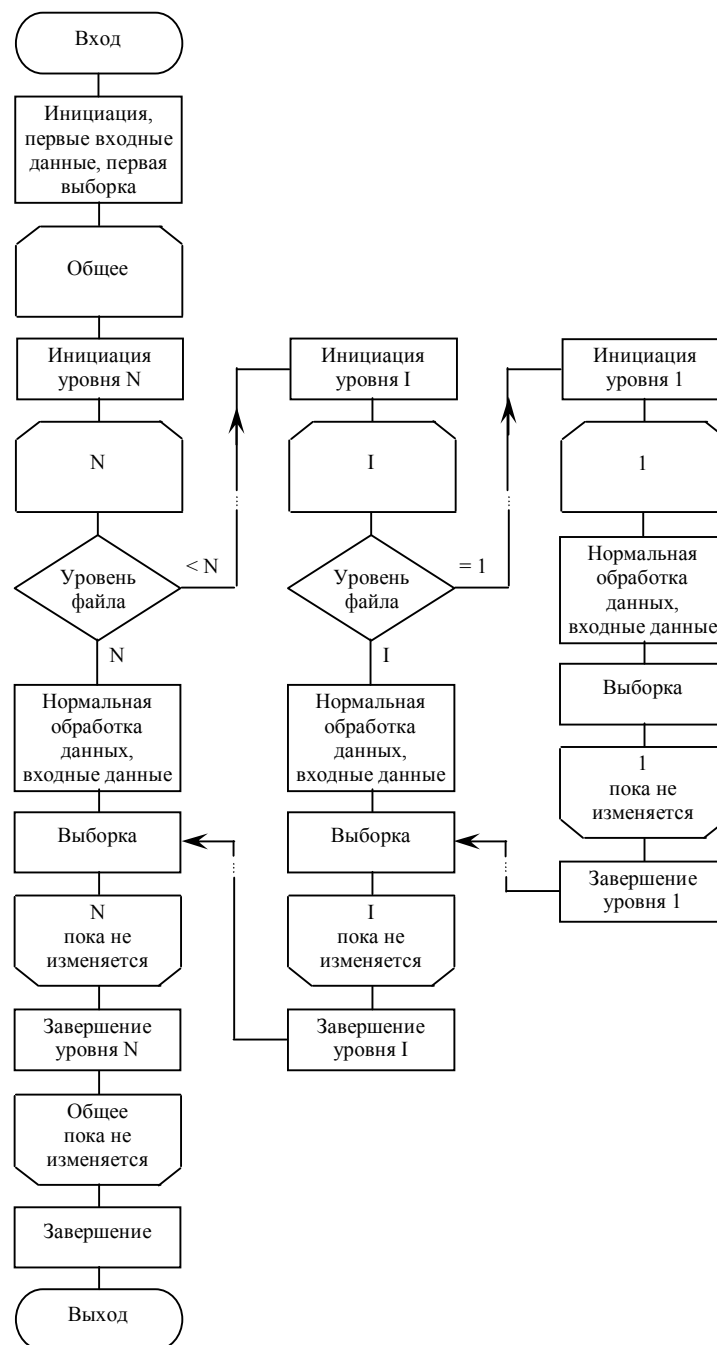 Вход
Инициация,
первые входные
данные, первая
выборка
Общее
Инициация
уровня N
N
Уровень
файла
< N
N
Нормальная
обработка
данных,
входные данные
Выборка
N
пока не
изменяется
Завершение
уровня N
Общее
пока не
изменяется
Завершение
Выход
Инициация
уровня I
I
Уровень
файла
= 1
I
Нормальная
обработка
данных,
входные данные
Выборка
I
пока не
изменяется
Завершение
уровня I
Инициация
уровня 1
1
Нормальная
обработка
данных,
входные данные
Выборка
1
пока не
изменяется
Завершение
уровня 1